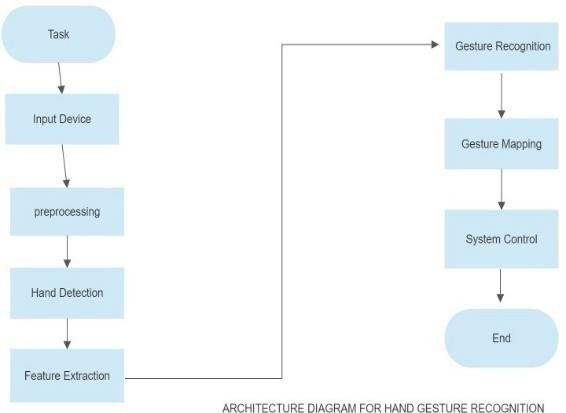 Task
Input Device
preprocessing
Hand Detection
Feature Extraction
Gesture Recognition
Gesture Mapping
System Control
End
ARCHITECTURE DIAGRAM FOR HAND GESTURE RECOGNITION